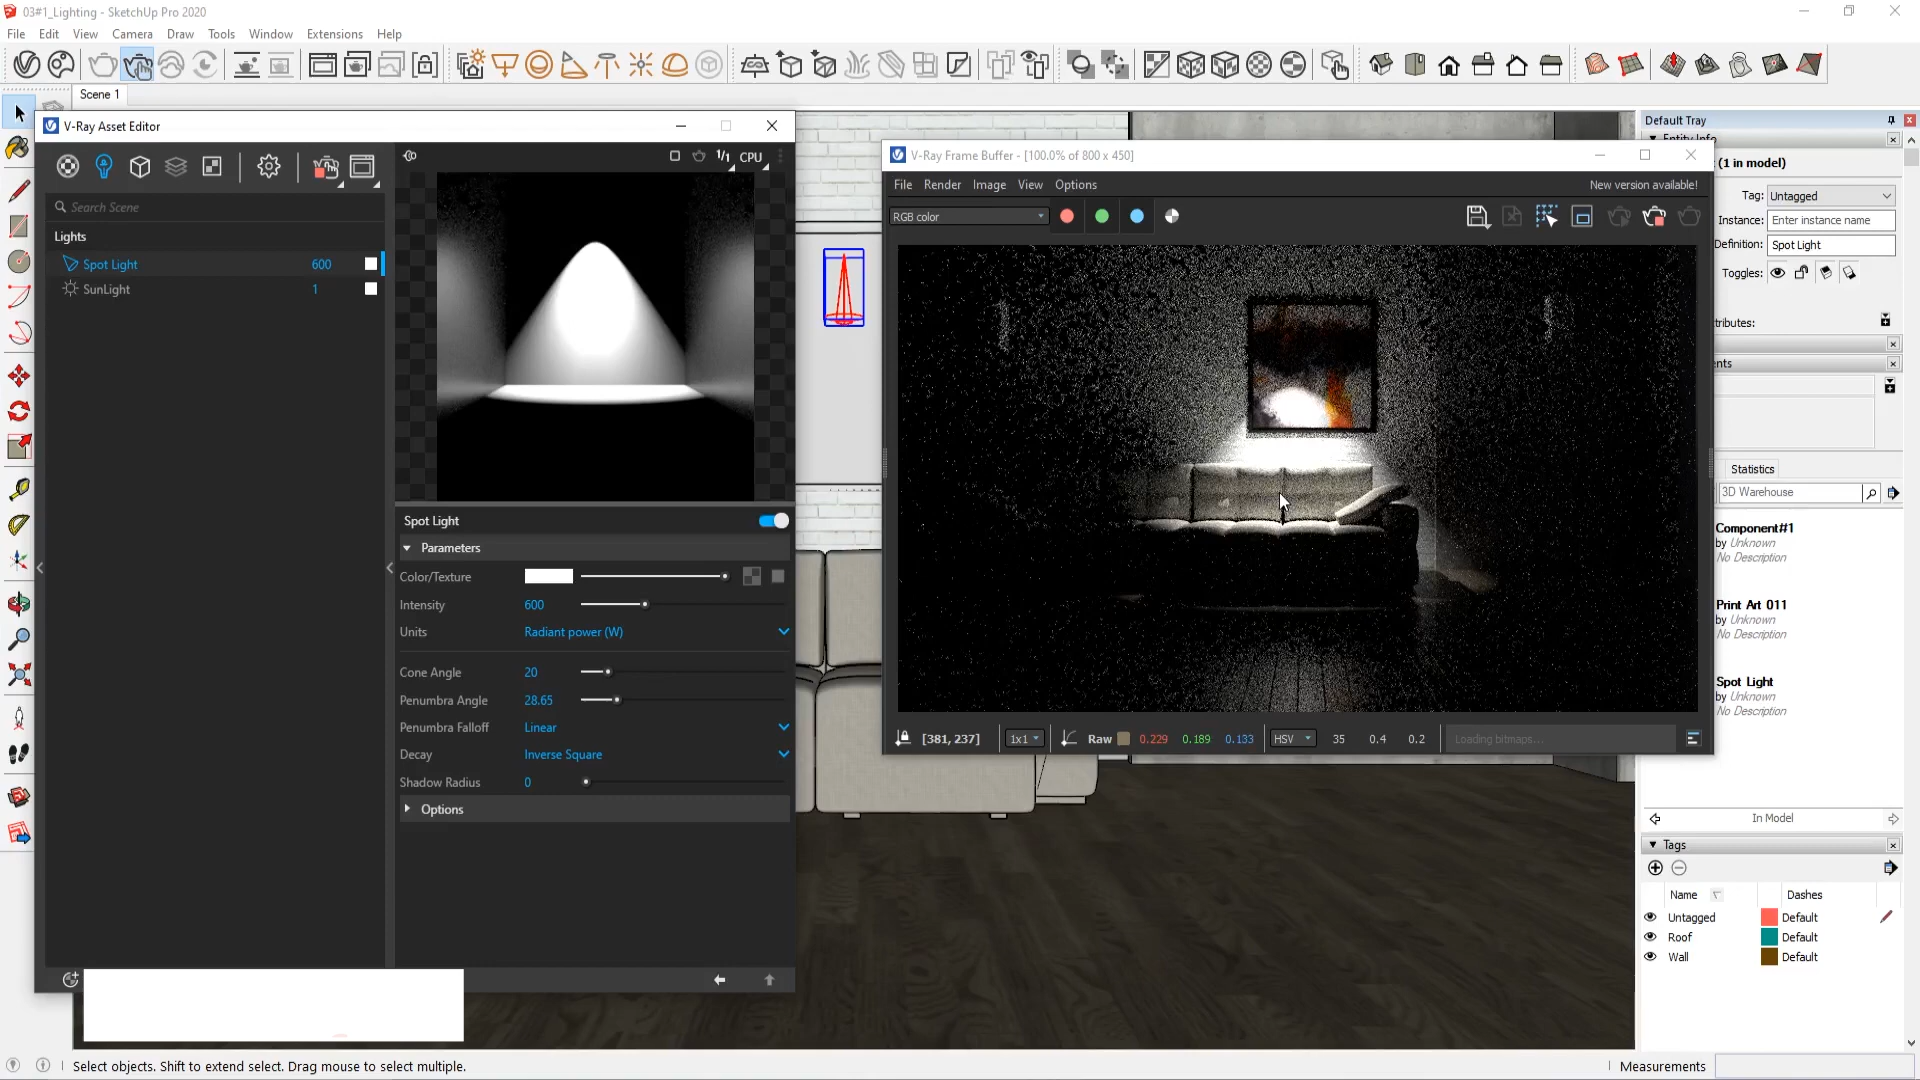 03#1_Lighting - SketchUp Pro 2020
File Edit View Camera Draw Tools Window Extensions Help
Scene 1
V-Ray Asset Editor
1/1 CPU
Search Scene
Lights
Spot Light 600
SunLight 1
Spot Light
Parameters
Color/Texture
Intensity 600
Units Radiant power (W)
Cone Angle 20
Penumbra Angle 28.65
Penumbra Falloff Linear
Decay Inverse Square
Shadow Radius 0
Options
V-Ray Frame Buffer - [100.0% of 800 x 450]
File Render Image View Options New version available!
RGB color
[381, 237] 1x1 Raw 0.229 0.189 0.133 HSV 35 0.4 0.2 Loading bitmaps...
Default Tray
Entity Info
(1 in model)
Tag: Untagged
Instance: Enter instance name
Definition: Spot Light
Toggles:
tributes:
ents
Statistics
3D Warehouse
Component#1
by Unknown
No Description
Print Art 011
by Unknown
No Description
Spot Light
by Unknown
No Description
In Model
Tags
Name Dashes
Untagged Default
Roof Default
Wall Default
Select objects. Shift to extend select. Drag mouse to select multiple.
Measurements